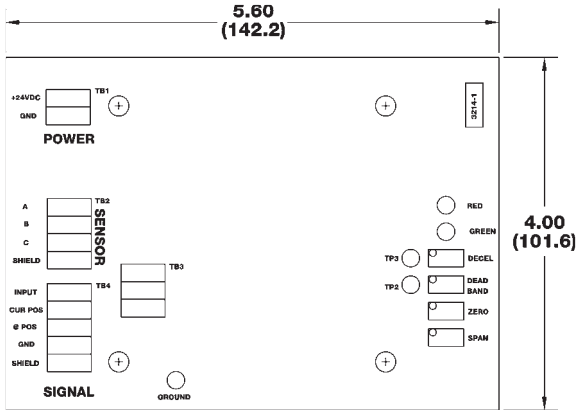 5.60
(142.2)
+24VDC
TB1
GND
POWER
3214-1
A
TB2
B
C
SHIELD
SENSOR
RED
GREEN
4.00
(101.6)
TP3
DECEL
TB3
INPUT
TB4
TP2
DEAD
BAND
CUR POS
@ POS
ZERO
GND
SPAN
SHIELD
SIGNAL
GROUND